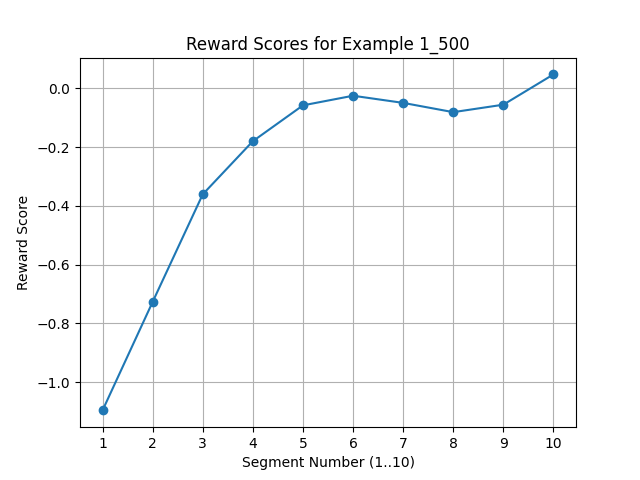 Reward Scores for Example 1_500
0.0
−0.2
−0.4
−0.6
−0.8
−1.0
Reward Score
1 2 3 4 5 6 7 8 9 10
Segment Number (1..10)